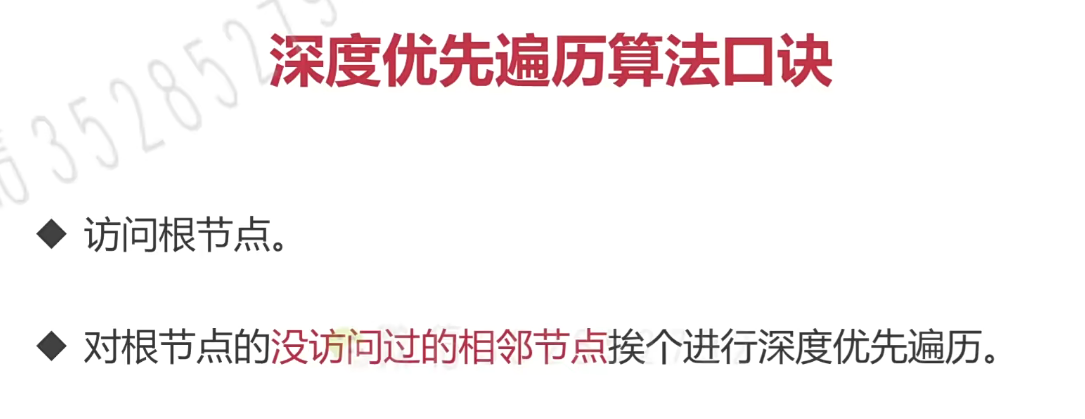 深度优先遍历算法口诀
访问根节点。
对根节点的没访问过的相邻节点挨个进行深度优先遍历。